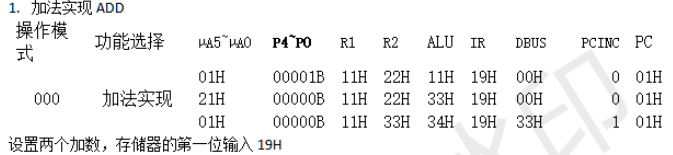 1. 加法实现 ADD
操作模式 功能选择 μA5~μA0 P4~P0 R1 R2 ALU IR DBUS PCINC PC
01H 00001B 11H 22H 11H 19H 00H 0 01H
000 加法实现 21H 00000B 11H 22H 33H 19H 00H 0 01H
01H 00000B 11H 33H 34H 19H 33H 1 01H
设置两个加数，存储器的第一位输入 19H
水印